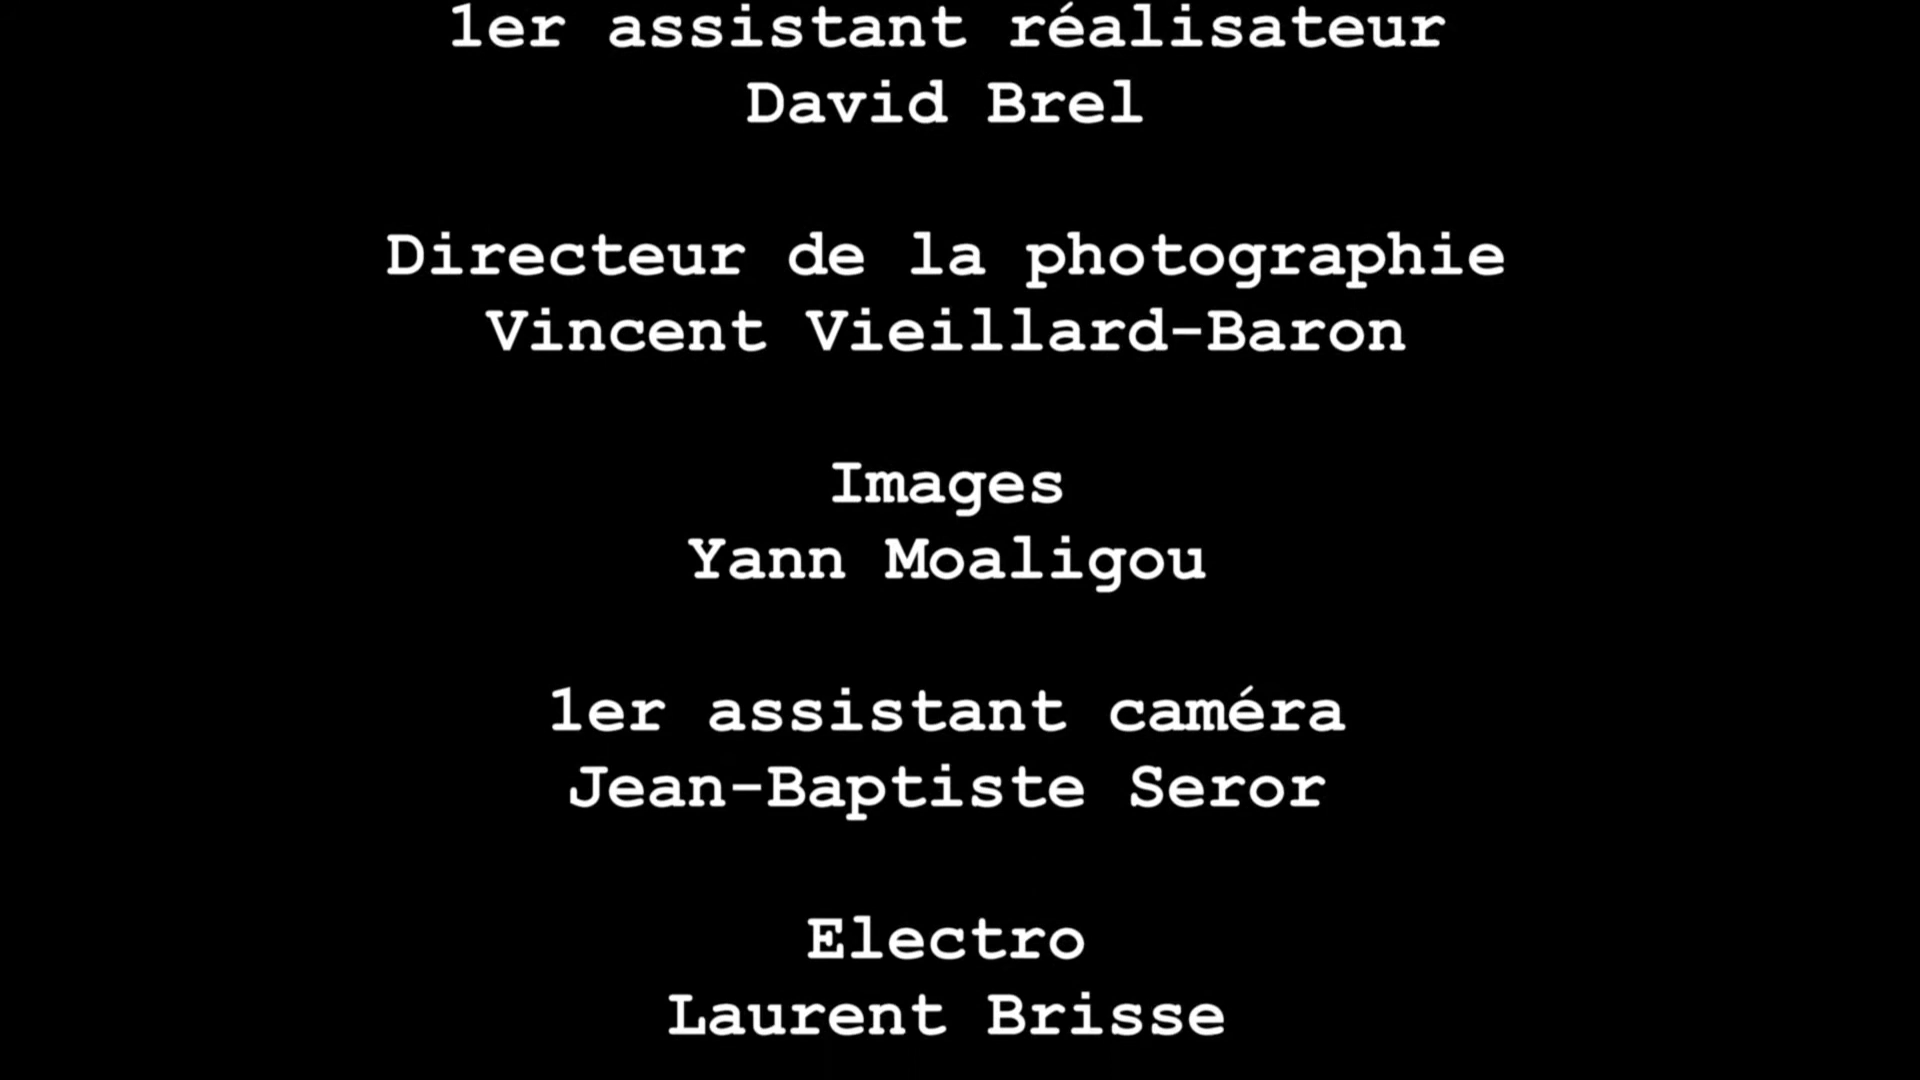 1er assistant réalisateur
David Brel
Directeur de la photographie
Vincent Vieillard-Baron
Images
Yann Moaligou
1er assistant caméra
Jean-Baptiste Seror
Electro
Laurent Brisse